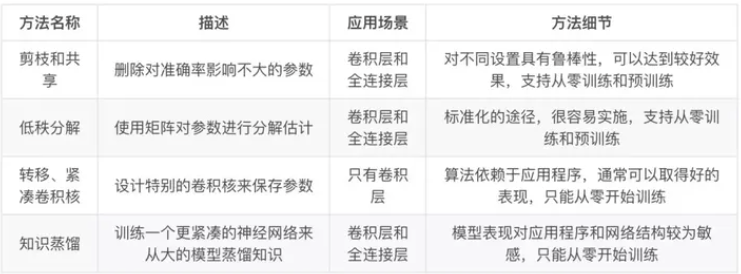 方法名称 描述 应用场景 方法细节
剪枝和共
享
删除对准确率影响不大的参数
卷积层和
全连接层
对不同设置具有鲁棒性，可以达到较好效
果，支持从零训练和预训练
低秩分解
使用矩阵对参数进行分解估计
卷积层和
全连接层
标准化的途径，很容易实施，支持从零训
练和预训练
转移、紧
凑卷积核
设计特别的卷积核来保存参数
只有卷积
层
算法依赖于应用程序，通常可以取得好的
表现，只能从零开始训练
知识蒸馏
训练一个更紧凑的神经网络来
从大的模型蒸馏知识
卷积层和
全连接层
模型表现对应用程序和网络结构较为敏
感，只能从零开始训练